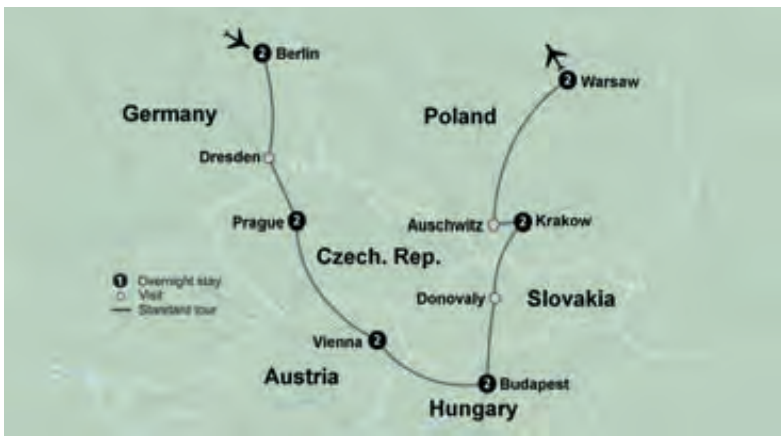 2 Berlin
2 Warsaw
Germany
Poland
Dresden
Prague 2
Auschwitz
2 Krakow
Czech. Rep.
1 Overnight stay
Visit
Standard tour
Donovaly
Slovakia
Vienna 2
Austria
2 Budapest
Hungary